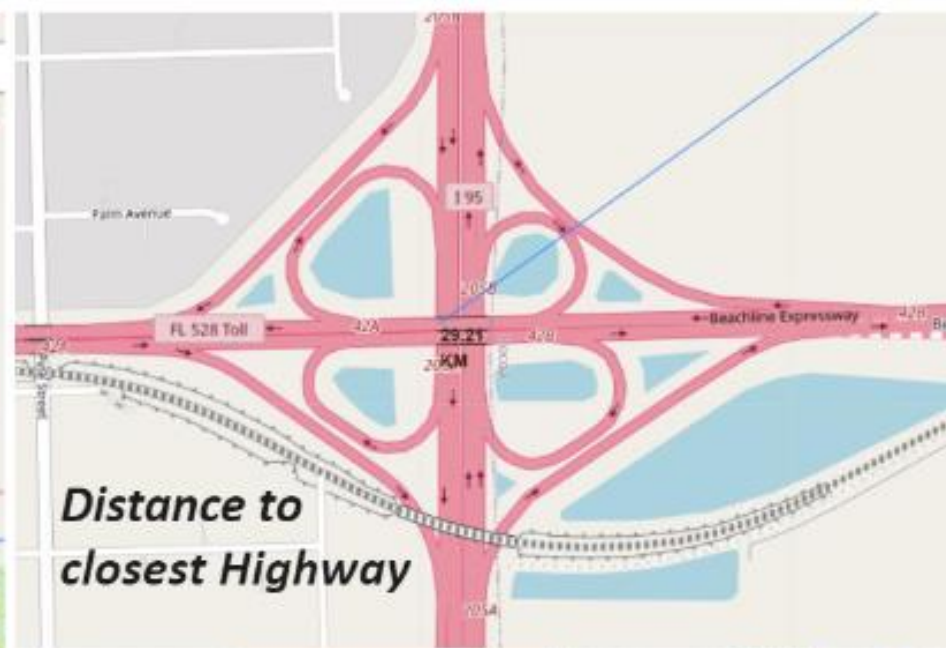 Palm Avenue
I 95
205B
FL 528 Toll
42A
42B
Beachline Expressway
42B
29.21
KM
Distance to
closest Highway
205A